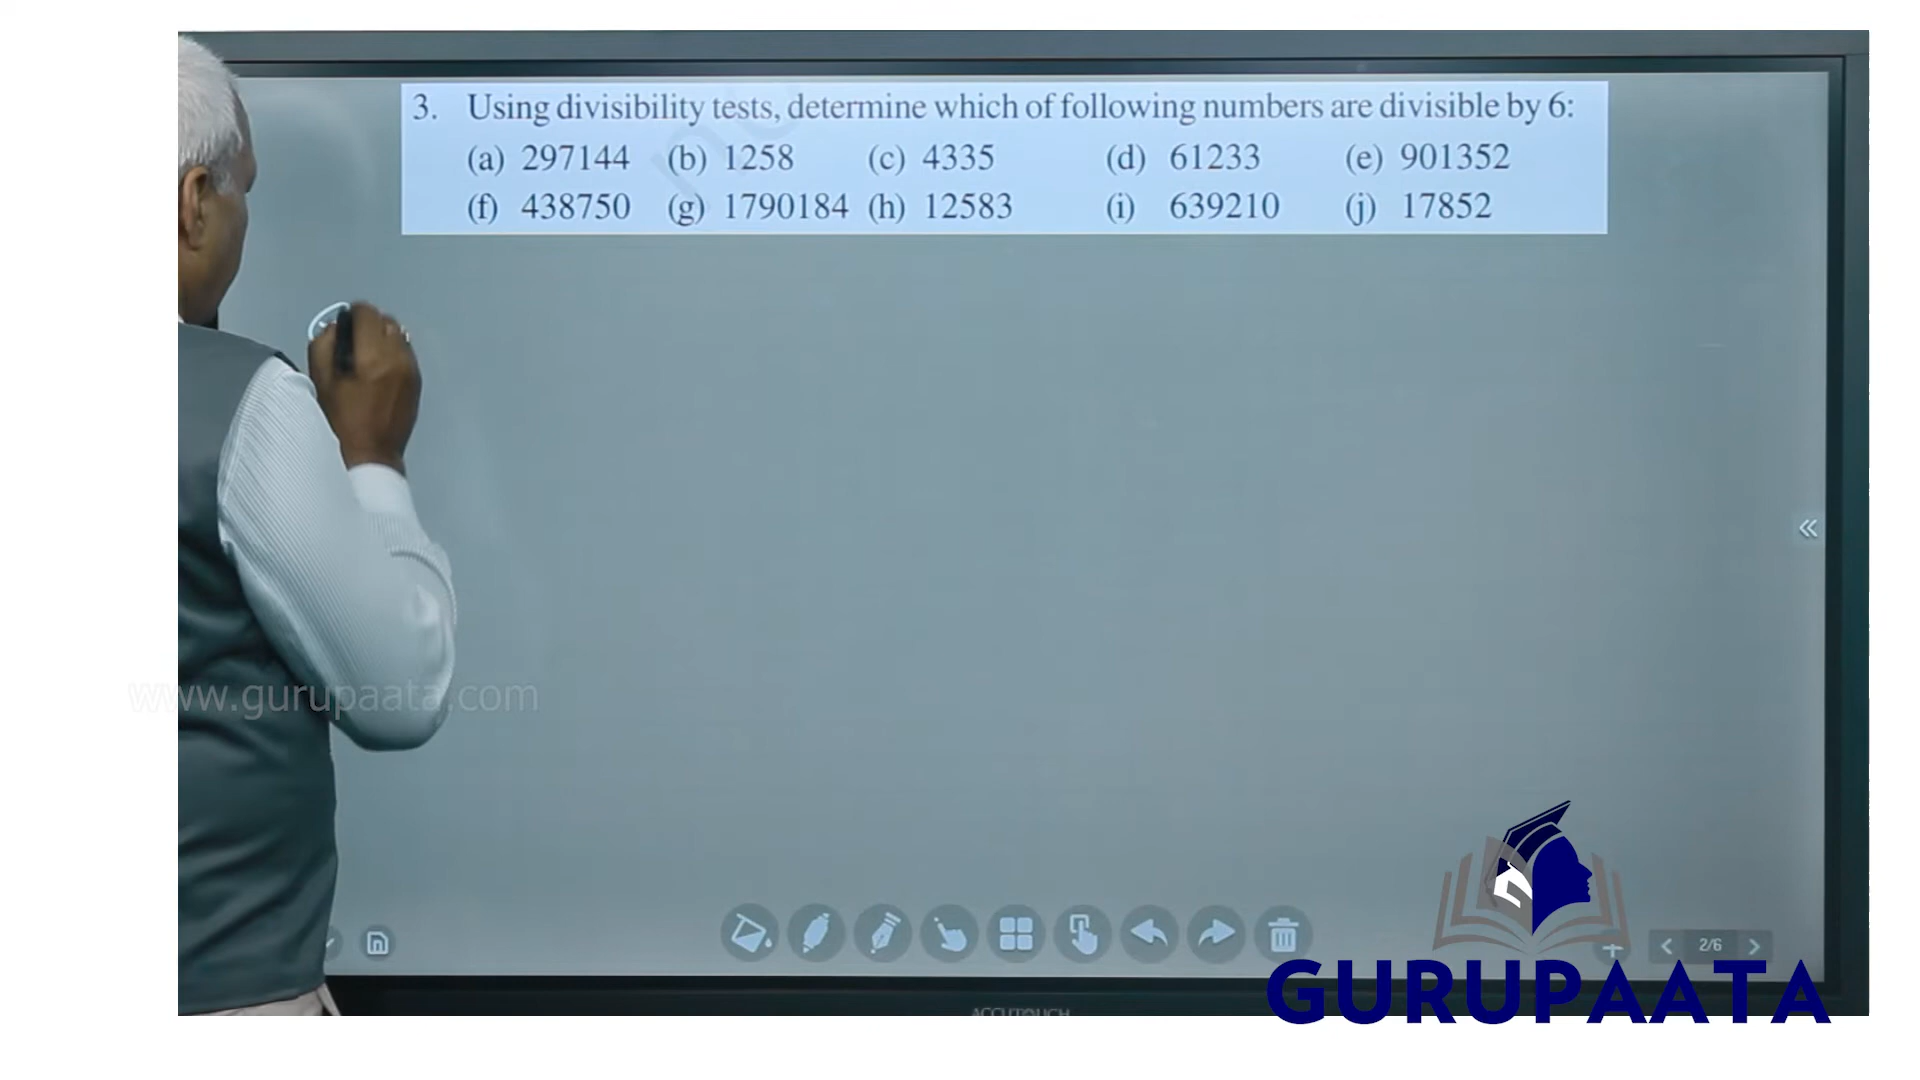 3. Using divisibility tests, determine which of following numbers are divisible by 6:
(a) 297144 (b) 1258 (c) 4335 (d) 61233 (e) 901352
(f) 438750 (g) 1790184 (h) 12583 (i) 639210 (j) 17852
www.gurupaata.com
2/6
GURUPAATA
ACCUTOUCH